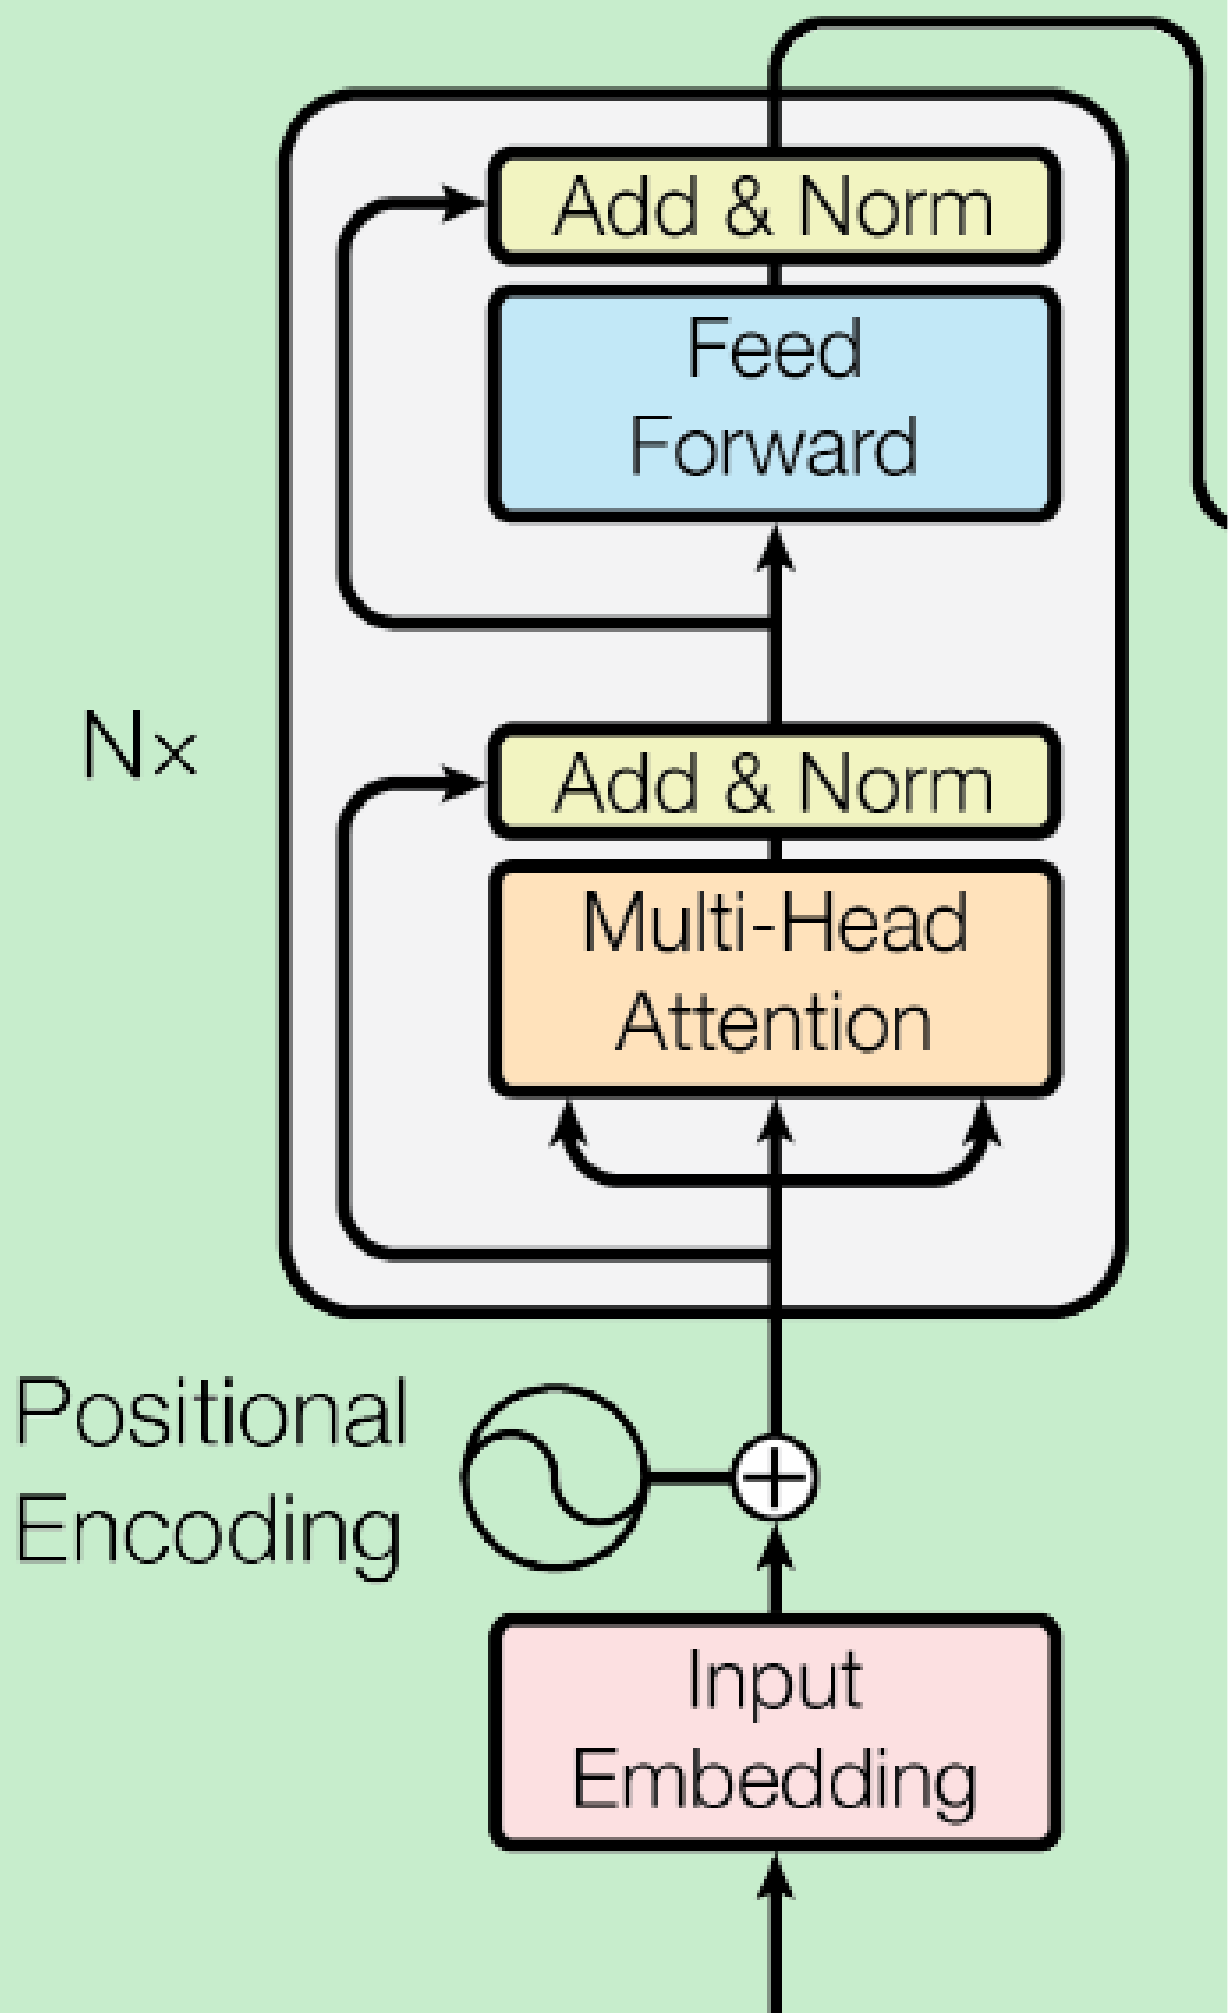 Add & Norm
Feed
Forward
Nx
Add & Norm
Multi-Head
Attention
Positional
Encoding
Input
Embedding